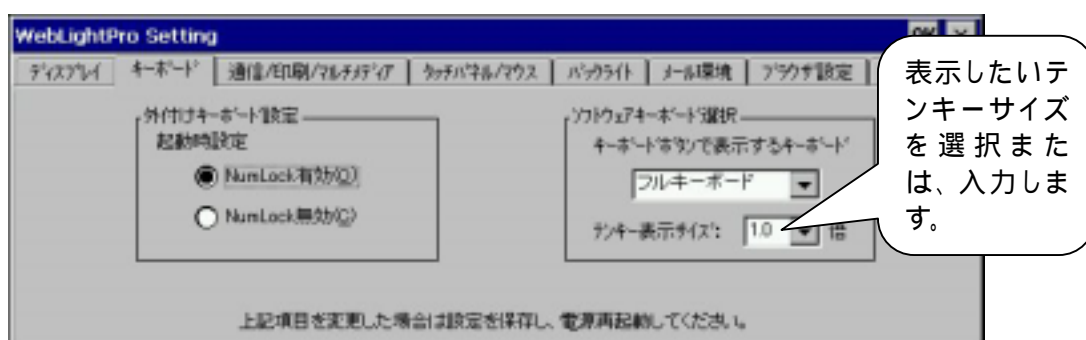 WebLightPro Setting
OK ×
ﾃﾞｨｽﾌﾟﾚｲ
ｷｰﾎﾞｰﾄﾞ
通信/印刷/ﾏﾙﾁﾒﾃﾞｨｱ
ﾀｯﾁﾊﾟﾈﾙ/ﾏｳｽ
ﾊﾞｯｸﾗｲﾄ
ﾒｰﾙ環境
ﾌﾞﾗｳｻﾞ設定
外付けｷｰﾎﾞｰﾄﾞ設定
起動時設定
NumLock有効(O)
NumLock無効(C)
ｿﾌﾄｳｪｱｷｰﾎﾞｰﾄﾞ選択
ｷｰﾎﾞｰﾄﾞﾎﾞﾀﾝで表示するｷｰﾎﾞｰﾄﾞ
フルキーボード
ﾃﾝｷｰ表示ｻｲｽﾞ: 1.0 倍
上記項目を変更した場合は設定を保存し、電源再起動してください。
表示したいテ
ンキーサイズ
を選択また
は、入力しま
す。